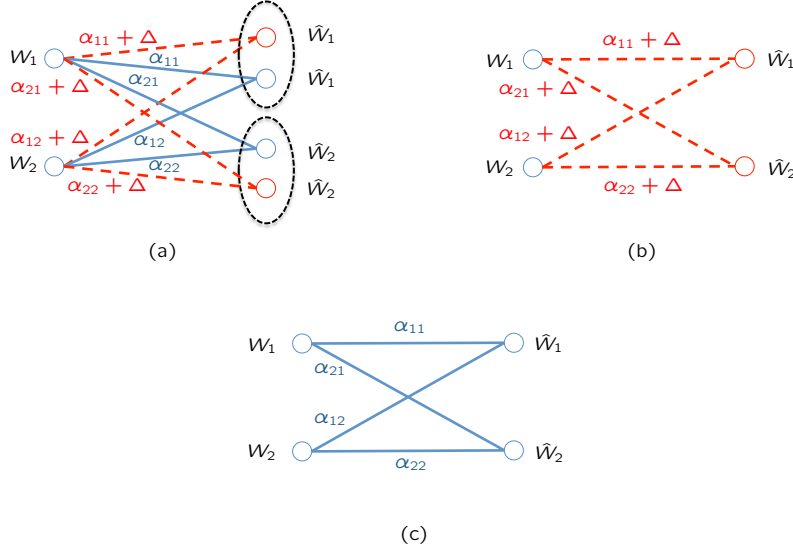 α11 + Δ
Ŵ1
W1
α11
α21
Ŵ1
α21 + Δ
α12 + Δ
α12
Ŵ2
W2
α22
α22 + Δ
Ŵ2
(a)
α11 + Δ
W1
Ŵ1
α21 + Δ
α12 + Δ
W2
Ŵ2
α22 + Δ
(b)
α11
W1
Ŵ1
α21
α12
W2
Ŵ2
α22
(c)